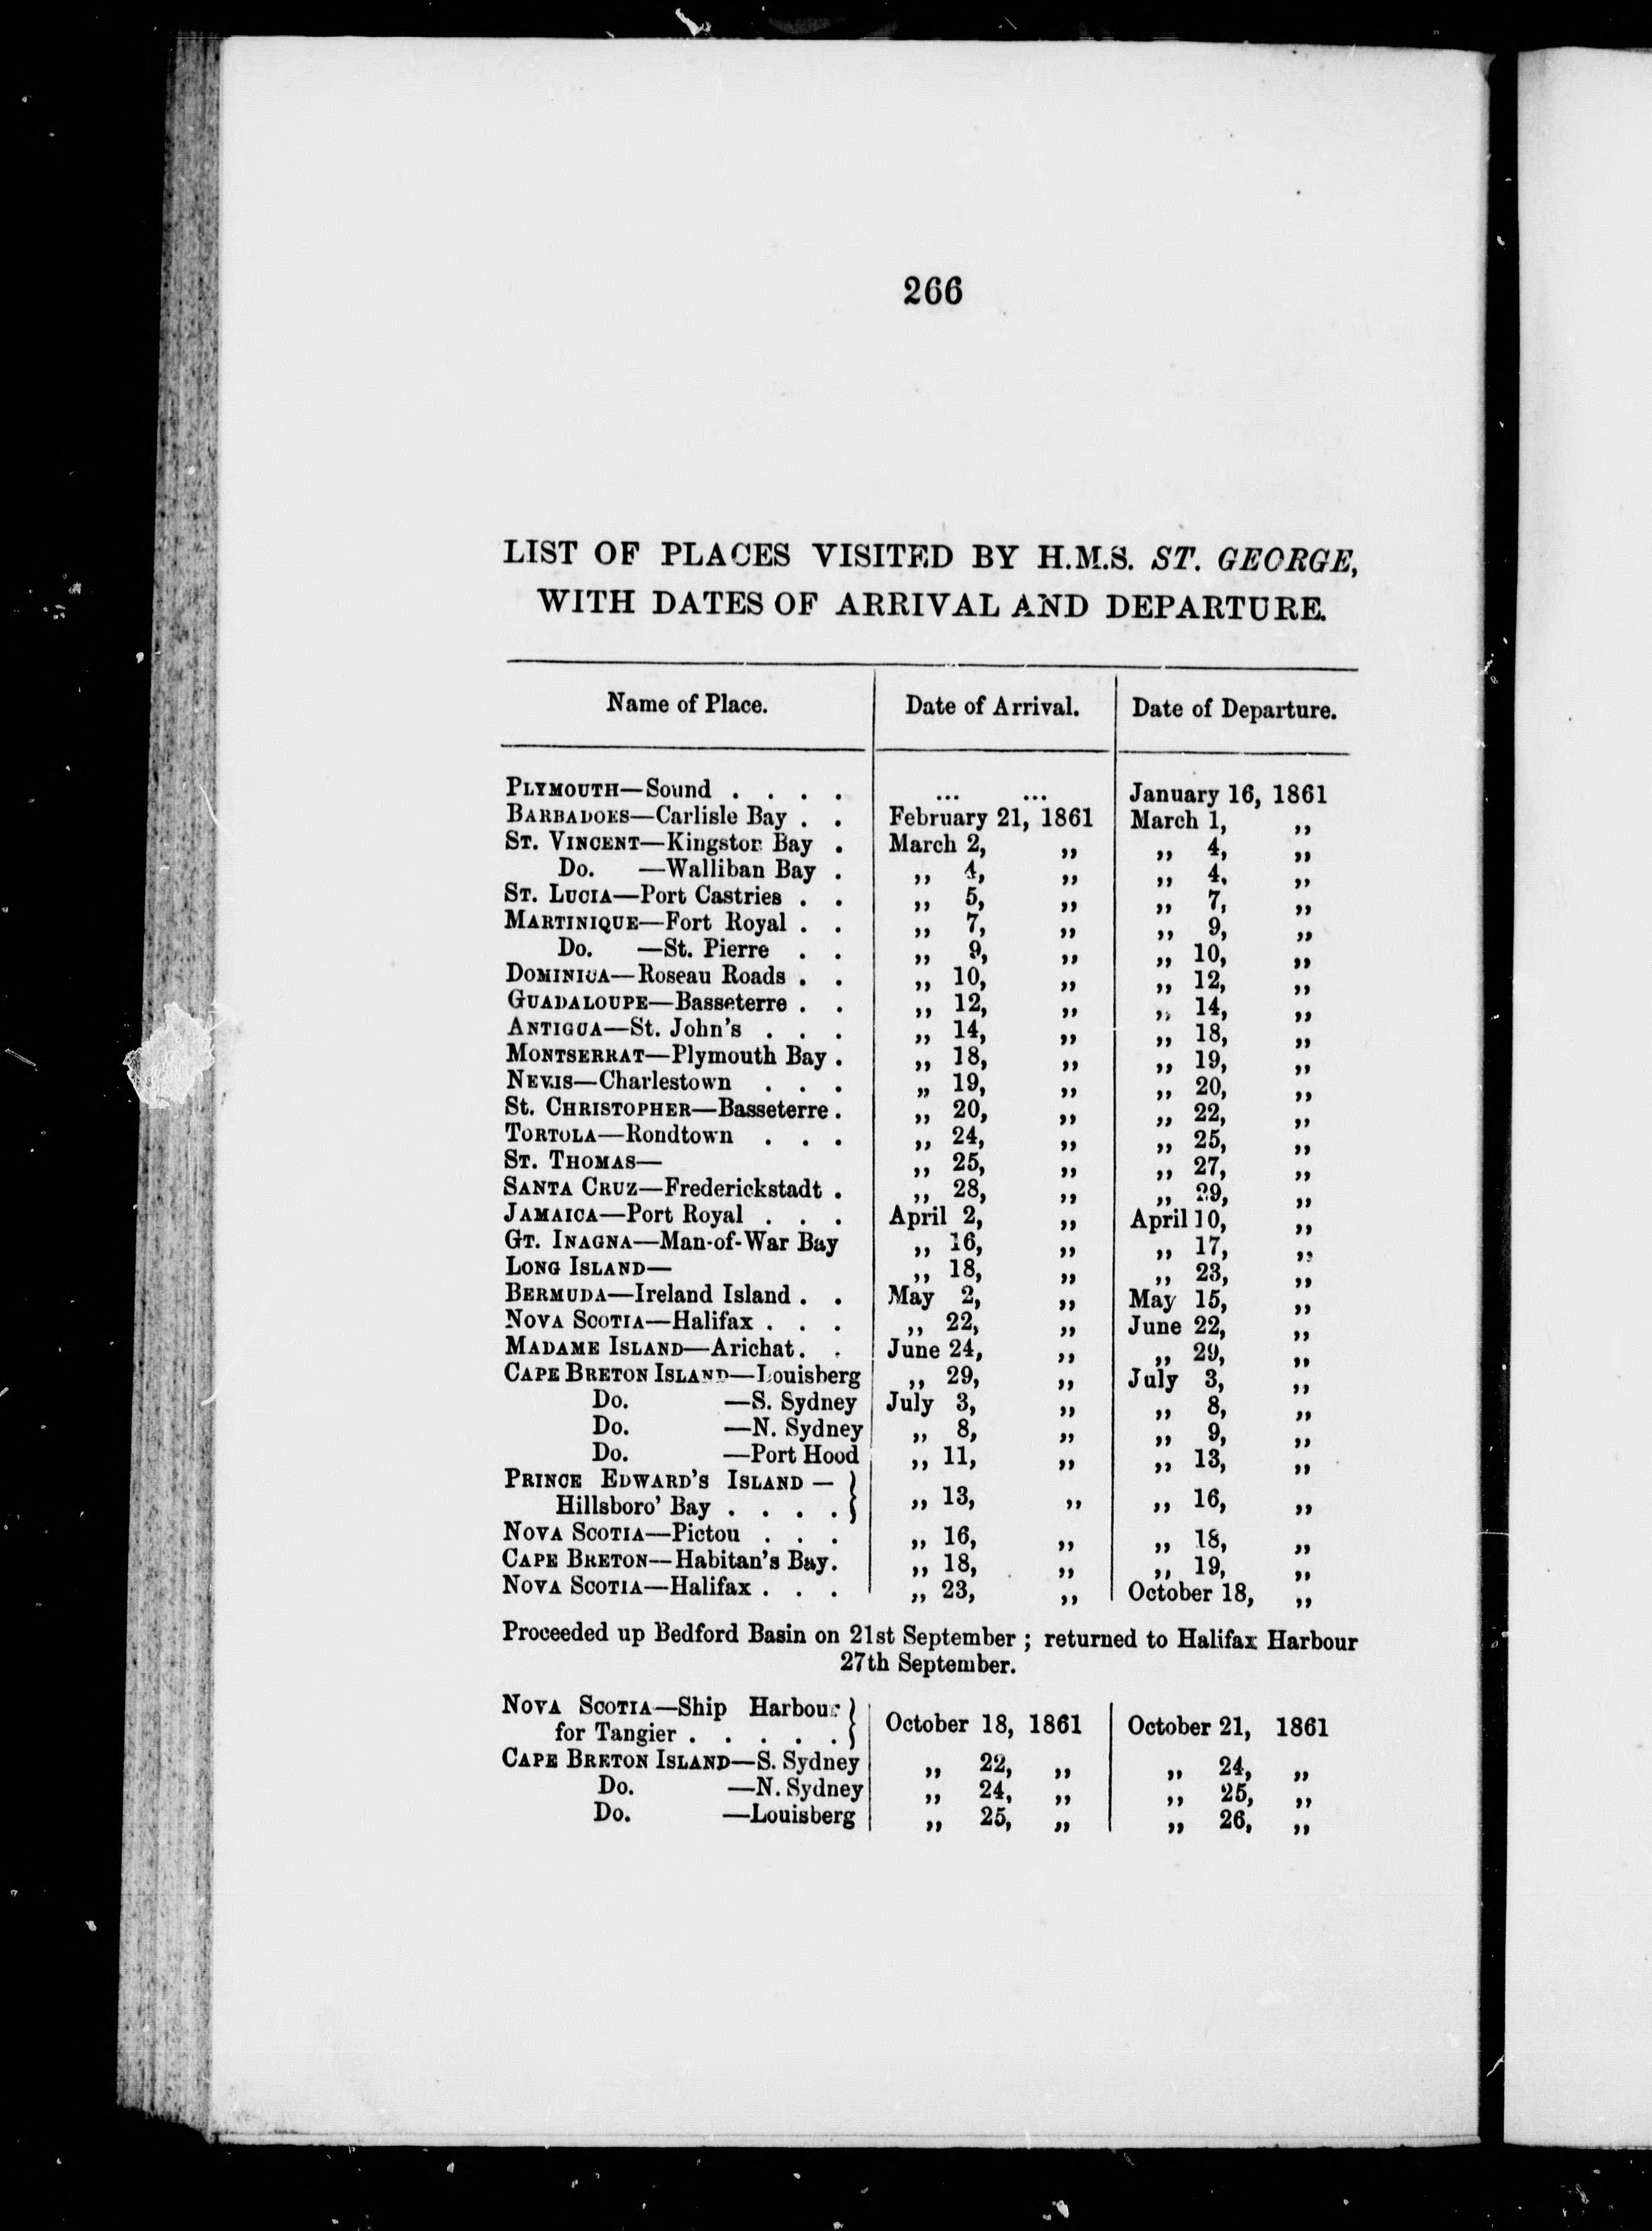 266
LIST OF PLACES VISITED BY H.M.S. ST. GEORGE,
WITH DATES OF ARRIVAL AND DEPARTURE.
Name of Place. Date of Arrival. Date of Departure.
PLYMOUTH—Sound . . . . ... ... January 16, 1861
BARBADOES—Carlisle Bay . . February 21, 1861 March 1, „
ST. VINCENT—Kingston Bay . March 2, „ „ 4, „
Do. —Walliban Bay . „ 4, „ „ 4, „
ST. LUCIA—Port Castries . . „ 5, „ „ 7, „
MARTINIQUE—Fort Royal . . „ 7, „ „ 9, „
Do. —St. Pierre . . „ 9, „ „ 10, „
DOMINICA—Roseau Roads . . „ 10, „ „ 12, „
GUADALOUPE—Basseterre . . „ 12, „ „ 14, „
ANTIGUA—St. John's . . . „ 14, „ „ 18, „
MONTSERRAT—Plymouth Bay . „ 18, „ „ 19, „
NEVIS—Charlestown . . . „ 19, „ „ 20, „
St. CHRISTOPHER—Basseterre . „ 20, „ „ 22, „
TORTOLA—Rondtown . . . „ 24, „ „ 25, „
ST. THOMAS— „ 25, „ „ 27, „
SANTA CRUZ—Frederickstadt . „ 28, „ „ 29, „
JAMAICA—Port Royal . . . April 2, „ April 10, „
GT. INAGNA—Man-of-War Bay „ 16, „ „ 17, „
LONG ISLAND— „ 18, „ „ 23, „
BERMUDA—Ireland Island . . May 2, „ May 15, „
NOVA SCOTIA—Halifax . . . „ 22, „ June 22, „
MADAME ISLAND—Arichat . . June 24, „ „ 29, „
CAPE BRETON ISLAND—Louisberg „ 29, „ July 3, „
Do. —S. Sydney July 3, „ „ 8, „
Do. —N. Sydney „ 8, „ „ 9, „
Do. —Port Hood „ 11, „ „ 13, „
PRINCE EDWARD'S ISLAND —
Hillsboro' Bay . . . . } „ 13, „ „ 16, „
NOVA SCOTIA—Pictou . . . „ 16, „ „ 18, „
CAPE BRETON—Habitan's Bay. „ 18, „ „ 19, „
NOVA SCOTIA—Halifax . . . „ 23, „ October 18, „
Proceeded up Bedford Basin on 21st September ; returned to Halifax Harbour
27th September.
NOVA SCOTIA—Ship Harbour
for Tangier . . . . . } October 18, 1861 October 21, 1861
CAPE BRETON ISLAND—S. Sydney „ 22, „ „ 24, „
Do. —N. Sydney „ 24, „ „ 25, „
Do. —Louisberg „ 25, „ „ 26, „